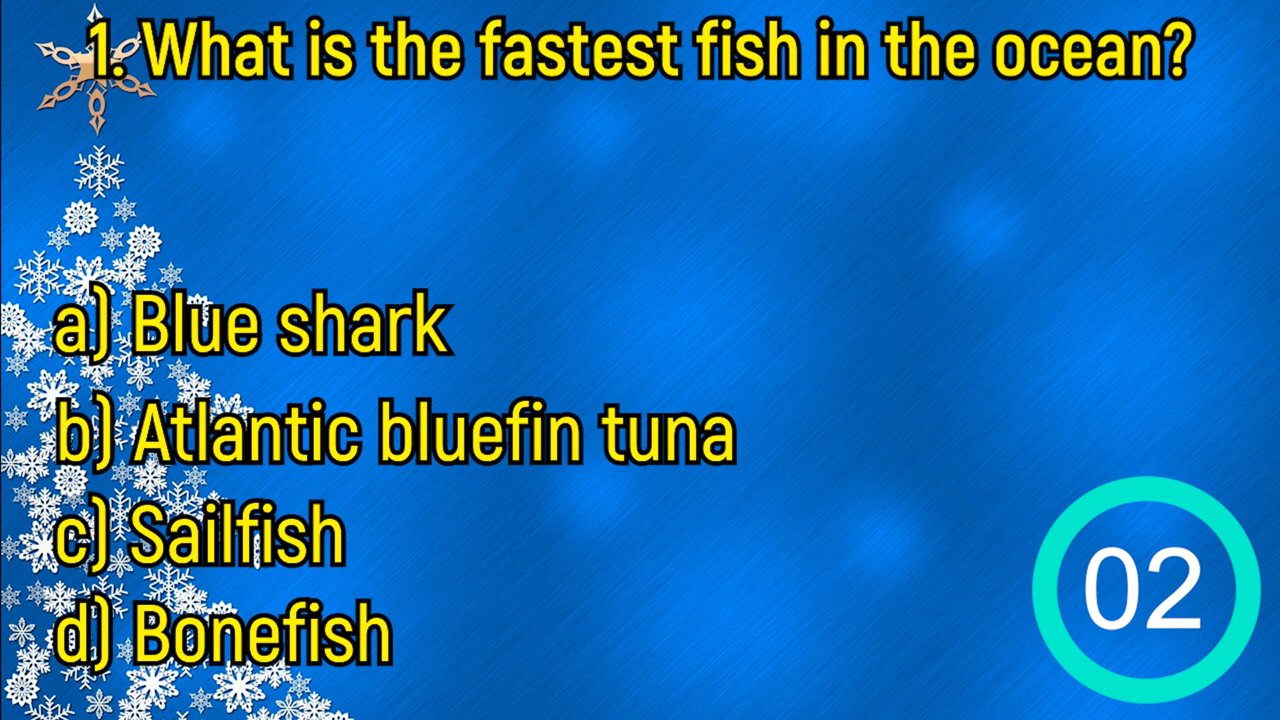 1. What is the fastest fish in the ocean?
a) Blue shark
b) Atlantic bluefin tuna
c) Sailfish
d) Bonefish
02